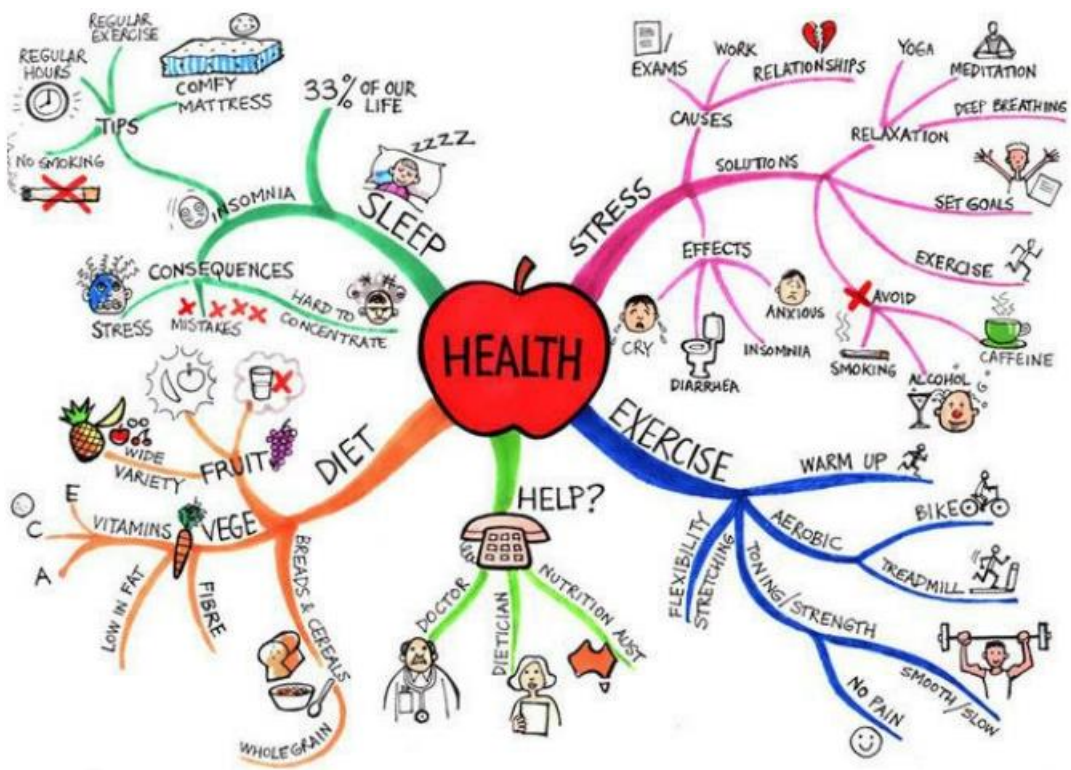 HEALTH
SLEEP
33% OF OUR
LIFE
ZZZZ
INSOMNIA
TIPS
REGULAR
HOURS
REGULAR
EXERCISE
COMFY
MATTRESS
NO SMOKING
CONSEQUENCES
STRESS
MISTAKES
HARD TO
CONCENTRATE
STRESS
CAUSES
EXAMS
WORK
RELATIONSHIPS
SOLUTIONS
RELAXATION
YOGA
MEDITATION
DEEP BREATHING
SET GOALS
EXERCISE
AVOID
SMOKING
ALCOHOL
CAFFEINE
EFFECTS
CRY
DIARRHEA
INSOMNIA
ANXIOUS
DIET
FRUIT
WIDE
VARIETY
VEGE
VITAMINS
E
C
A
LOW IN FAT
FIBRE
BREADS & CEREALS
WHOLEGRAIN
HELP?
DOCTOR
DIETICIAN
NUTRITION AUST
EXERCISE
WARM UP
AEROBIC
BIKE
TREADMILL
TONING/STRENGTH
SMOOTH/SLOW
NO PAIN
FLEXIBILITY
STRETCHING